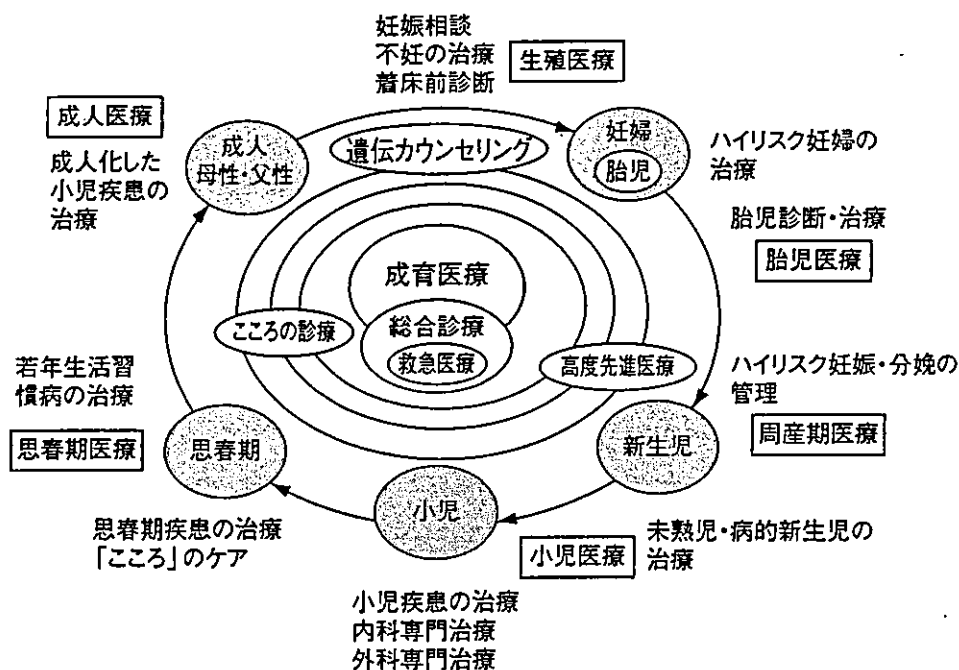 妊娠相談
不妊の治療
着床前診断
生殖医療
成人医療
成人
母性・父性
遺伝カウンセリング
妊婦
胎児
ハイリスク妊婦の
治療
成人化した
小児疾患の
治療
胎児診断・治療
胎児医療
成育医療
総合診療
救急医療
こころの診療
高度先進医療
若年生活習
慣病の治療
ハイリスク妊娠・分娩の
管理
思春期医療
思春期
新生児
周産期医療
小児
思春期疾患の治療
「こころ」のケア
小児医療
未熟児・病的新生児の
治療
小児疾患の治療
内科専門治療
外科専門治療